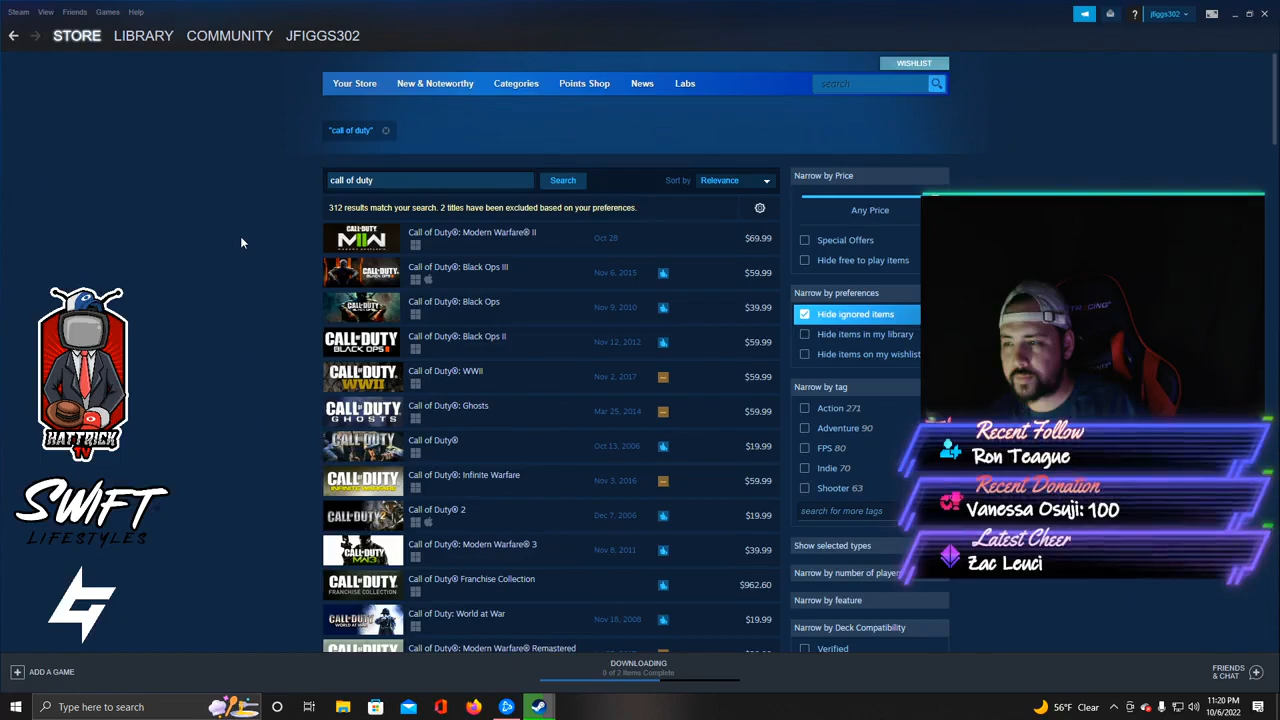 Steam View Friends Games Help
jfiggs302
STORE LIBRARY COMMUNITY JFIGGS302
WISHLIST
Your Store New & Noteworthy Categories Points Shop News Labs search
"call of duty"
call of duty Search Sort by Relevance
312 results match your search. 2 titles have been excluded based on your preferences.
Call of Duty®: Modern Warfare® II Oct 28 $69.99
Call of Duty®: Black Ops III Nov 6, 2015 $59.99
Call of Duty®: Black Ops Nov 9, 2010 $39.99
Call of Duty®: Black Ops II Nov 12, 2012 $59.99
Call of Duty®: WWII Nov 2, 2017 $59.99
Call of Duty®: Ghosts Mar 25, 2014 $59.99
Call of Duty® Oct 13, 2006 $19.99
Call of Duty®: Infinite Warfare Nov 3, 2016 $59.99
Call of Duty® 2 Dec 7, 2006 $19.99
Call of Duty®: Modern Warfare® 3 Nov 8, 2011 $39.99
Call of Duty® Franchise Collection $962.60
Call of Duty: World at War Nov 18, 2008 $19.99
Call of Duty®: Modern Warfare® Remastered
Narrow by Price
Any Price
Special Offers
Hide free to play items
Narrow by preferences
Hide ignored items
Hide items in my library
Hide items on my wishlist
Narrow by tag
Action 271
Adventure 90
FPS 80
Indie 70
Shooter 63
search for more tags
Show selected types
Narrow by number of player
Narrow by feature
Narrow by Deck Compatibility
Verified
HATTRICK
TV
SWIFT
LIFESTYLES
RACING
Recent Follow
Ron Teague
Recent Donation
Vanessa Osuji: 100
Latest Cheer
Zac Leuci
ADD A GAME
DOWNLOADING
0 of 2 Items Complete
FRIENDS
& CHAT
Type here to search
56°F Clear
11:20 PM
10/6/2022